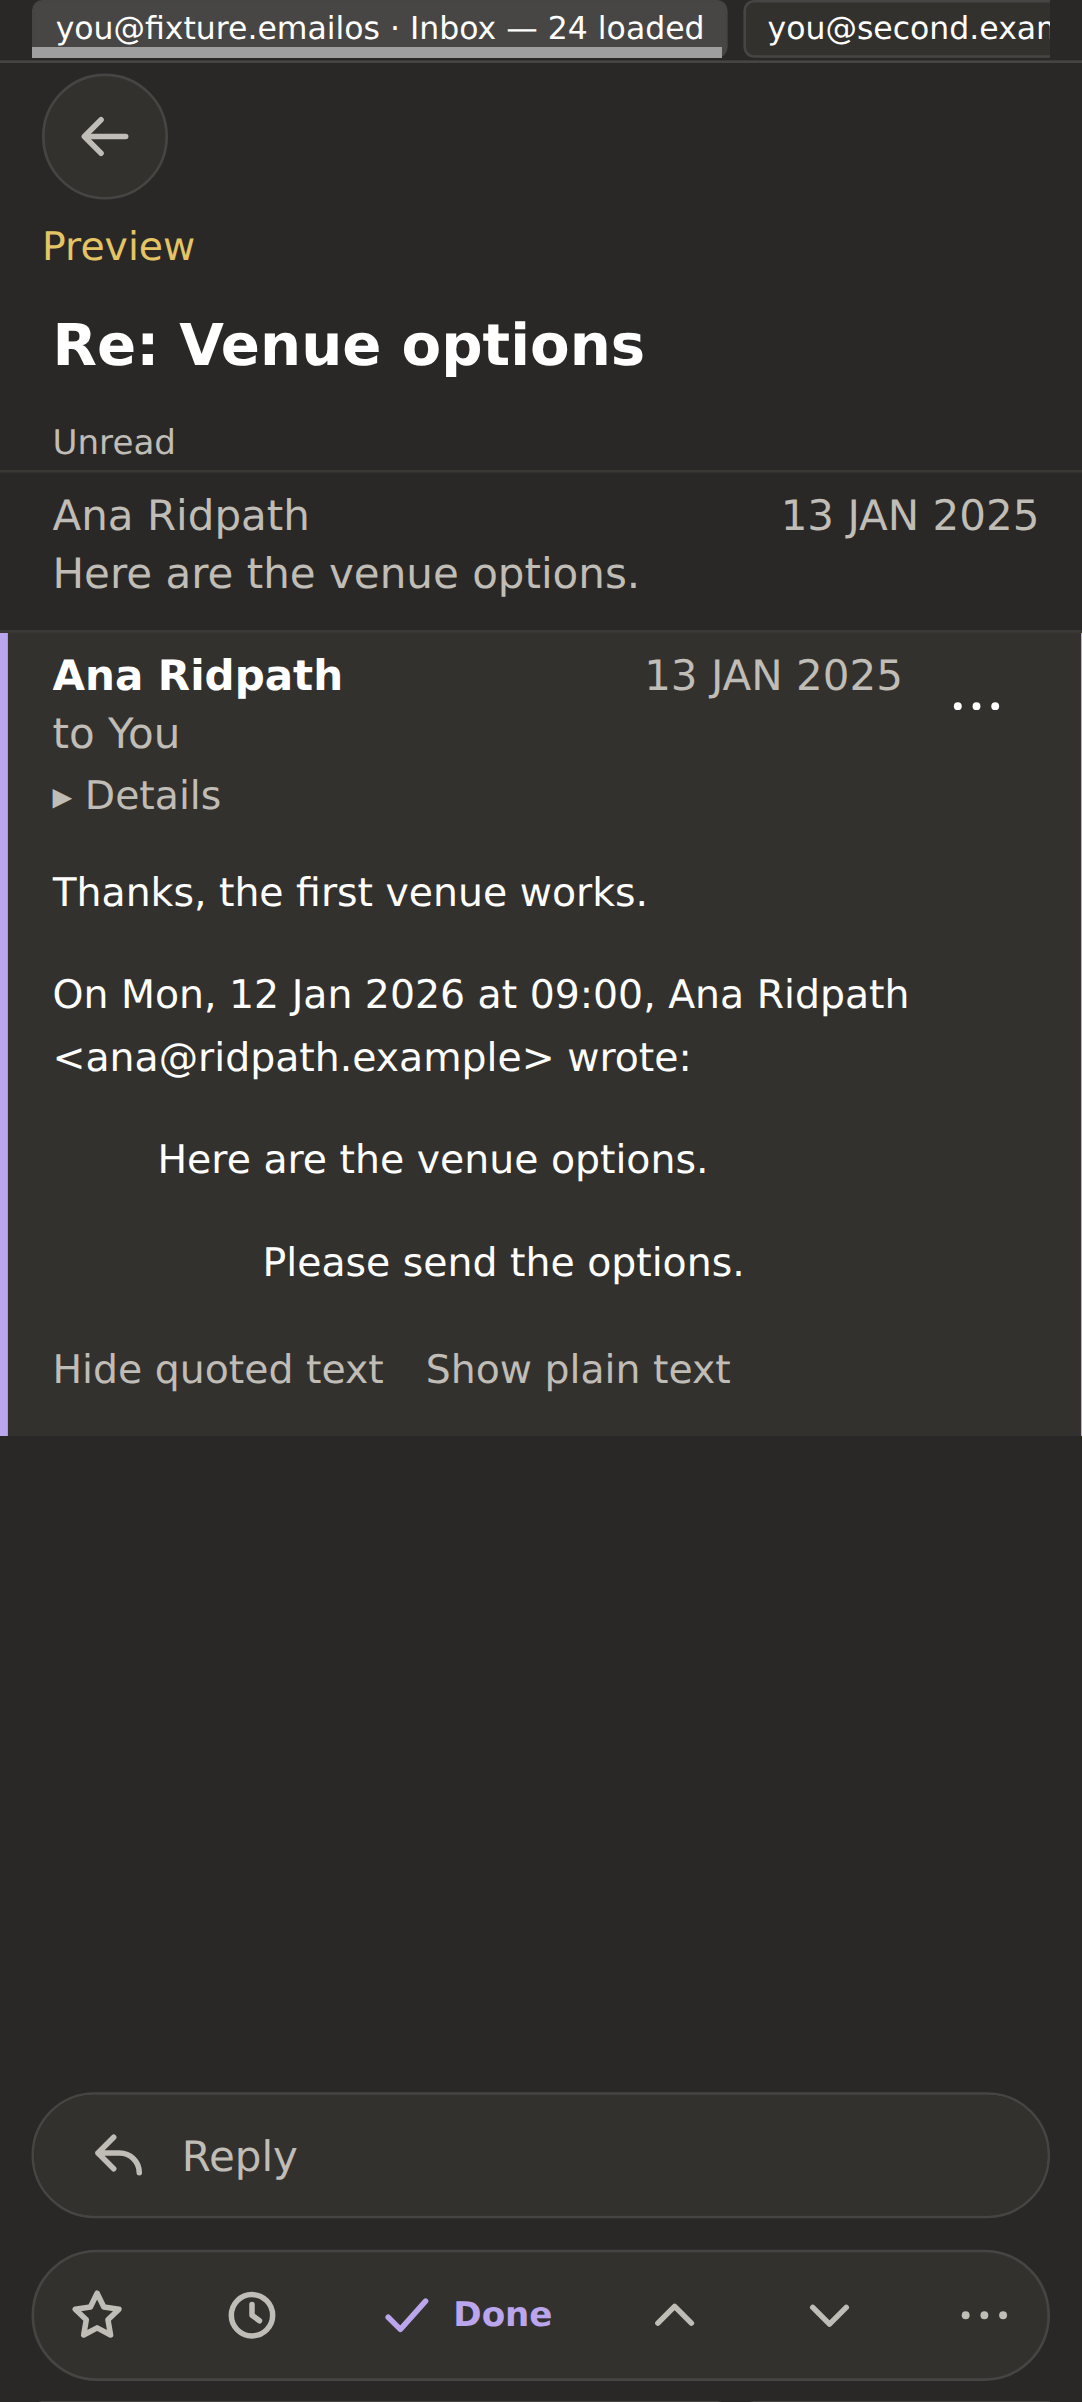 you@fixture.emailos · Inbox — 24 loaded
you@second.exam
Preview
Re: Venue options
Unread
Ana Ridpath 13 JAN 2025
Here are the venue options.
Ana Ridpath 13 JAN 2025
to You
▸ Details
Thanks, the first venue works.
On Mon, 12 Jan 2026 at 09:00, Ana Ridpath
<ana@ridpath.example> wrote:
Here are the venue options.
Please send the options.
Hide quoted text Show plain text
Reply
Done